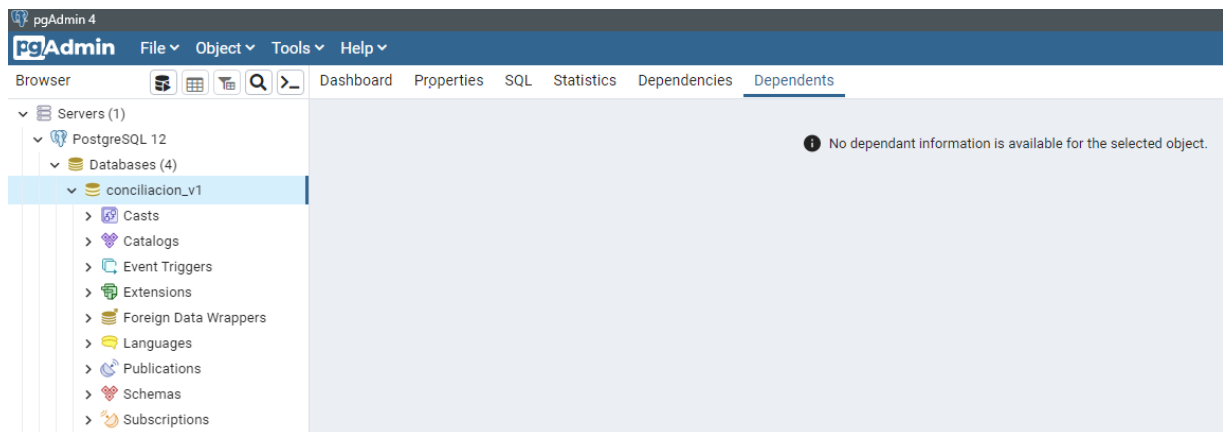 pgAdmin 4
pgAdmin File Object Tools Help
Browser Dashboard Properties SQL Statistics Dependencies Dependents
Servers (1)
PostgreSQL 12
No dependant information is available for the selected object.
Databases (4)
conciliacion_v1
Casts
Catalogs
Event Triggers
Extensions
Foreign Data Wrappers
Languages
Publications
Schemas
Subscriptions